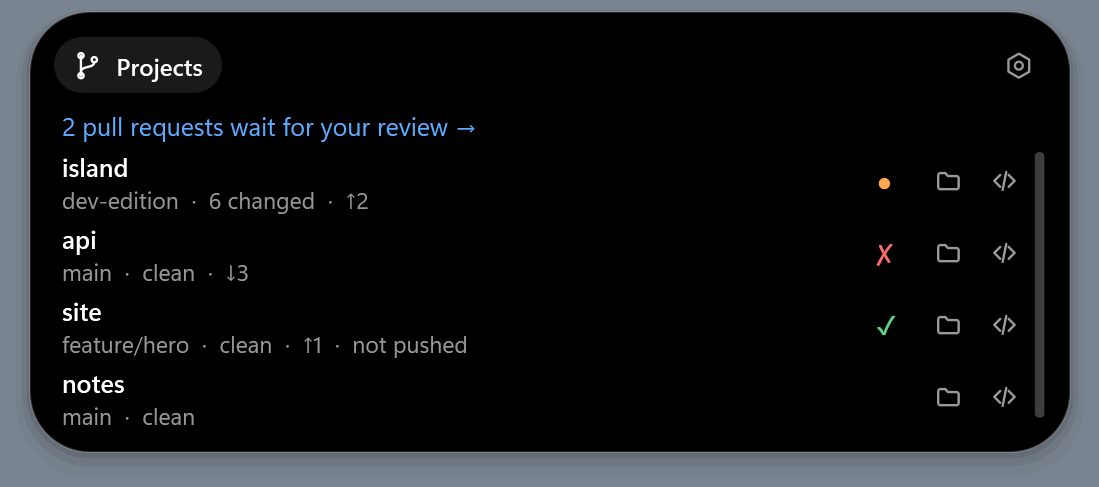 Projects
2 pull requests wait for your review →
island
dev-edition · 6 changed · ↑2
api
main · clean · ↓3
site
feature/hero · clean · ↑1 · not pushed
notes
main · clean